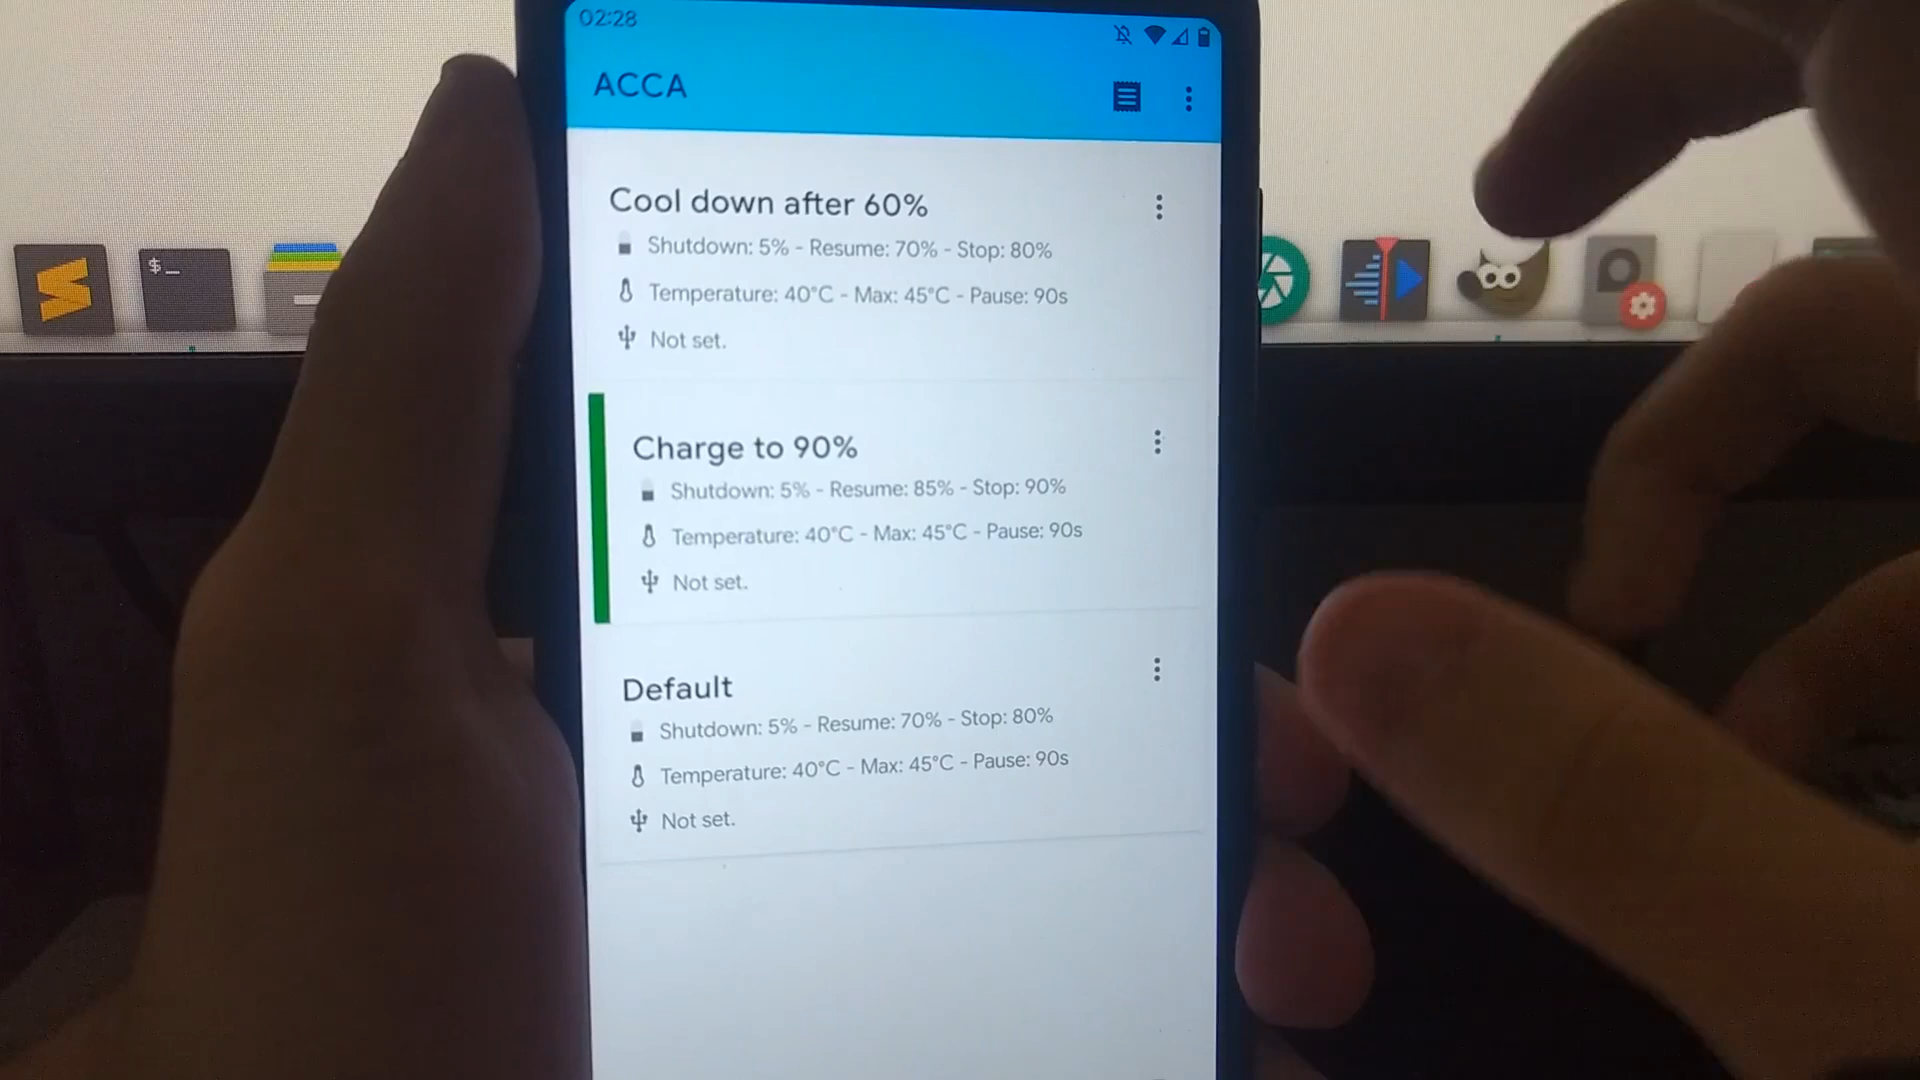 02:28
ACCA
Cool down after 60%
Shutdown: 5% - Resume: 70% - Stop: 80%
Temperature: 40°C - Max: 45°C - Pause: 90s
Not set.
Charge to 90%
Shutdown: 5% - Resume: 85% - Stop: 90%
Temperature: 40°C - Max: 45°C - Pause: 90s
Not set.
Default
Shutdown: 5% - Resume: 70% - Stop: 80%
Temperature: 40°C - Max: 45°C - Pause: 90s
Not set.
$_